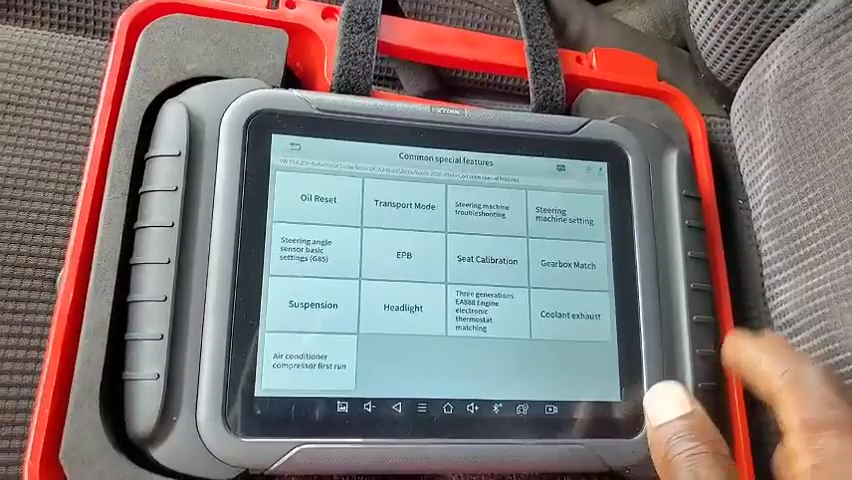 XTOOL
Common special features
Oil Reset
Transport Mode
Steering machine
troubleshooting
Steering
machine setting
Steering angle
sensor basic
settings (G85)
EPB
Seat Calibration
Gearbox Match
Suspension
Headlight
Three generations
EA888 Engine
electronic
thermostat
matching
Coolant exhaust
Air conditioner
compressor first run